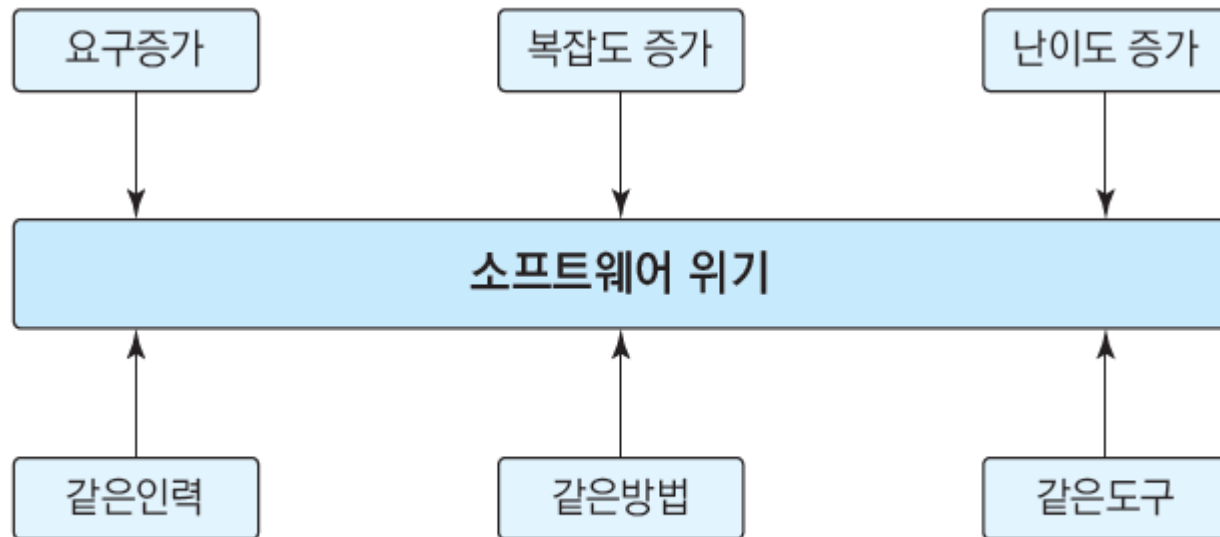 요구증가
복잡도 증가
난이도 증가
소프트웨어 위기
같은인력
같은방법
같은도구